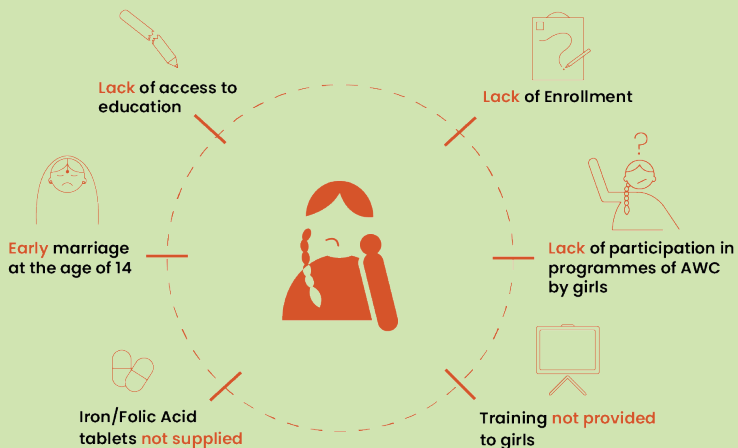 Lack of access to
education
Lack of Enrollment
Early marriage
at the age of 14
?
Lack of participation in
programmes of AWC
by girls
Iron/Folic Acid
tablets not supplied
Training not provided
to girls